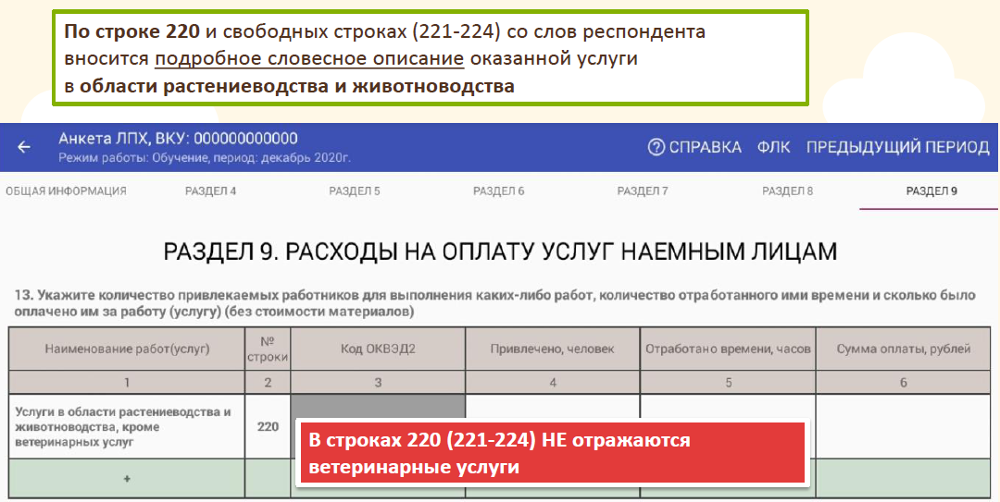 По строке 220 и свободных строках (221-224) со слов респондента
вносится подробное словесное описание оказанной услуги
в области растениеводства и животноводства
Анкета ЛПХ, ВКУ: 000000000000
Режим работы: Обучение, период: декабрь 2020г.
СПРАВКА ФЛК ПРЕДЫДУЩИЙ ПЕРИОД
ОБЩАЯ ИНФОРМАЦИЯ РАЗДЕЛ 4 РАЗДЕЛ 5 РАЗДЕЛ 6 РАЗДЕЛ 7 РАЗДЕЛ 8 РАЗДЕЛ 9
РАЗДЕЛ 9. РАСХОДЫ НА ОПЛАТУ УСЛУГ НАЕМНЫМ ЛИЦАМ
13. Укажите количество привлекаемых работников для выполнения каких-либо работ, количество отработанного ими времени и сколько было
оплачено им за работу (услугу) (без стоимости материалов)
Наименование работ(услуг) № строки Код ОКВЭД2 Привлечено, человек Отработано времени, часов Сумма оплаты, рублей
1 2 3 4 5 6
Услуги в области растениеводства и
животноводства, кроме
ветеринарных услуг
220
В строках 220 (221-224) НЕ отражаются
ветеринарные услуги
+